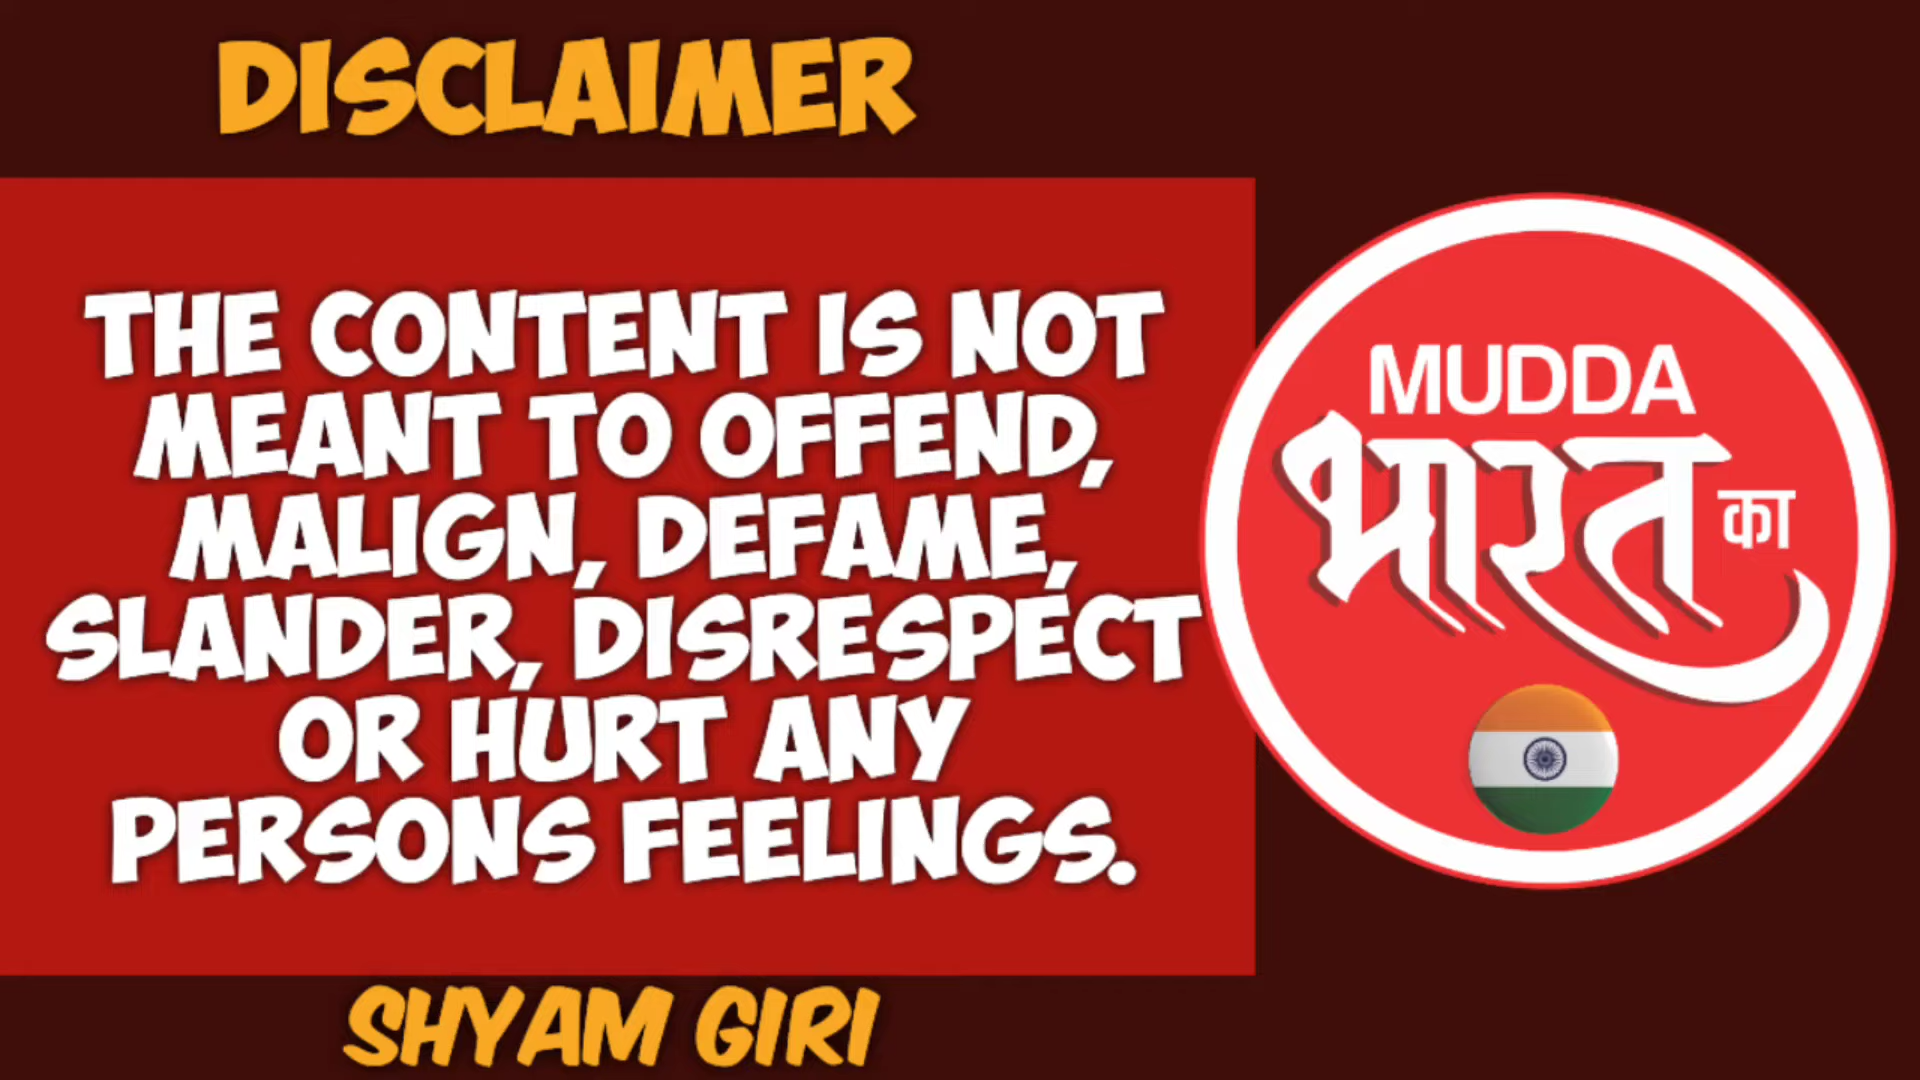 DISCLAIMER
THE CONTENT IS NOT
MEANT TO OFFEND,
MALIGN, DEFAME,
SLANDER, DISRESPECT
OR HURT ANY
PERSONS FEELINGS.
SHYAM GIRI
MUDDA
भारत का